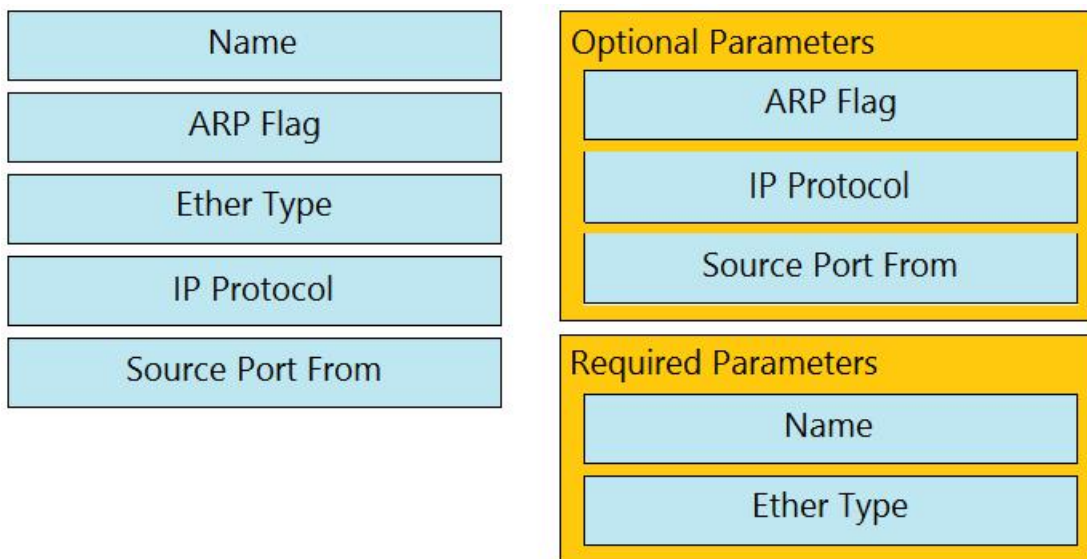 Name
ARP Flag
Ether Type
IP Protocol
Source Port From
Optional Parameters
ARP Flag
IP Protocol
Source Port From
Required Parameters
Name
Ether Type